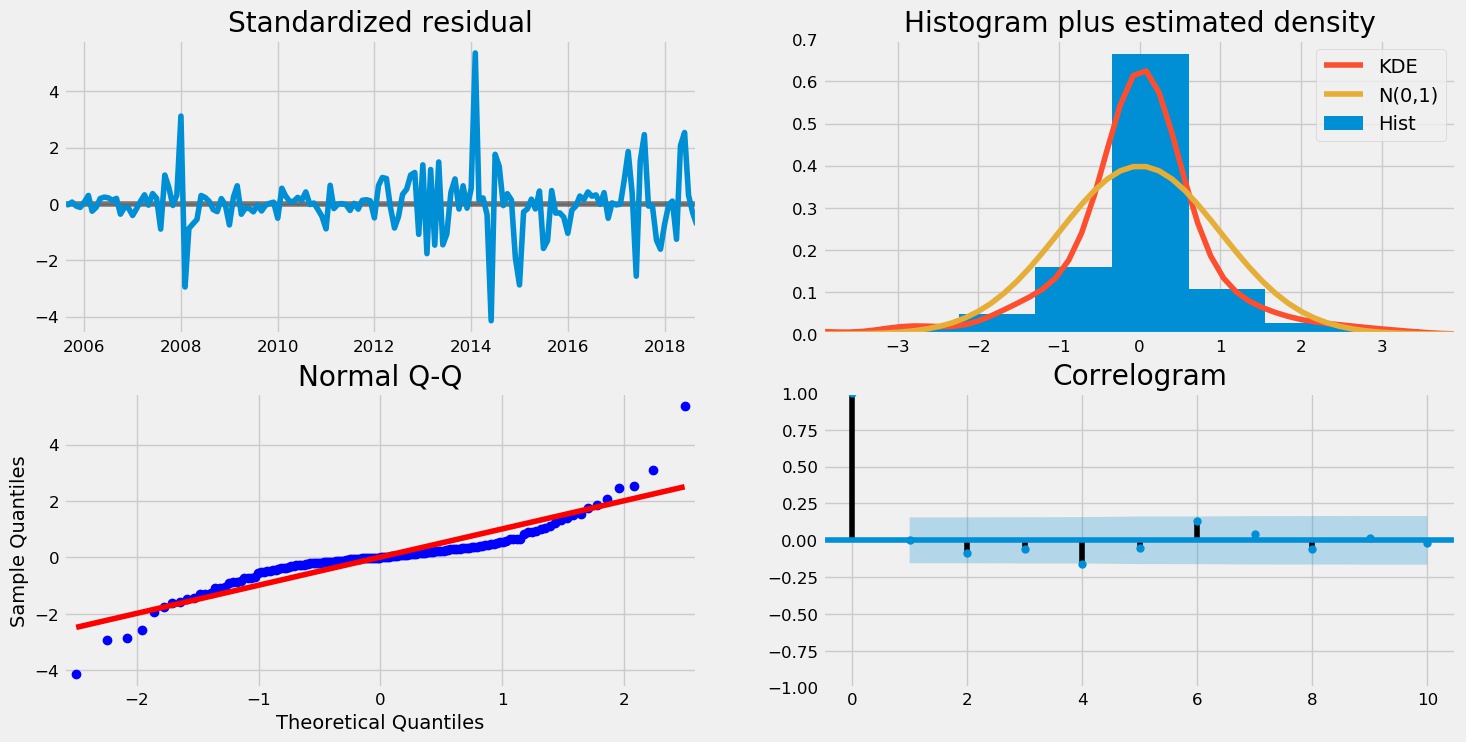 Standardized residual
4
2
0
−2
−4
2006 2008 2010 2012 2014 2016 2018
Histogram plus estimated density
0.7
0.6
0.5
0.4
0.3
0.2
0.1
0.0
−3 −2 −1 0 1 2 3
KDE
N(0,1)
Hist
Normal Q-Q
Sample Quantiles
4
2
0
−2
−4
−2 −1 0 1 2
Theoretical Quantiles
Correlogram
1.00
0.75
0.50
0.25
0.00
−0.25
−0.50
−0.75
−1.00
0 2 4 6 8 10